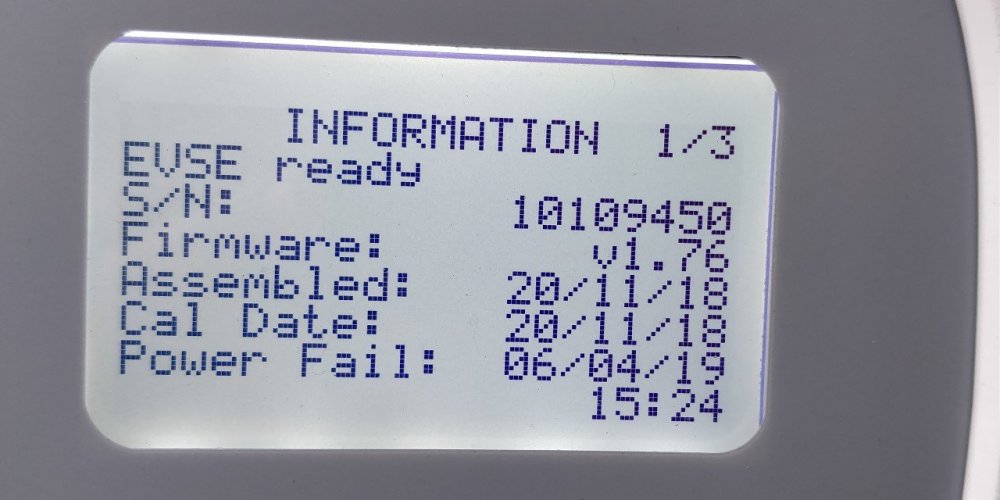 INFORMATION 1/3
EVSE ready
S/N: 10109450
Firmware: v1.76
Assembled: 20/11/18
Cal Date: 20/11/18
Power Fail: 06/04/19
15:24